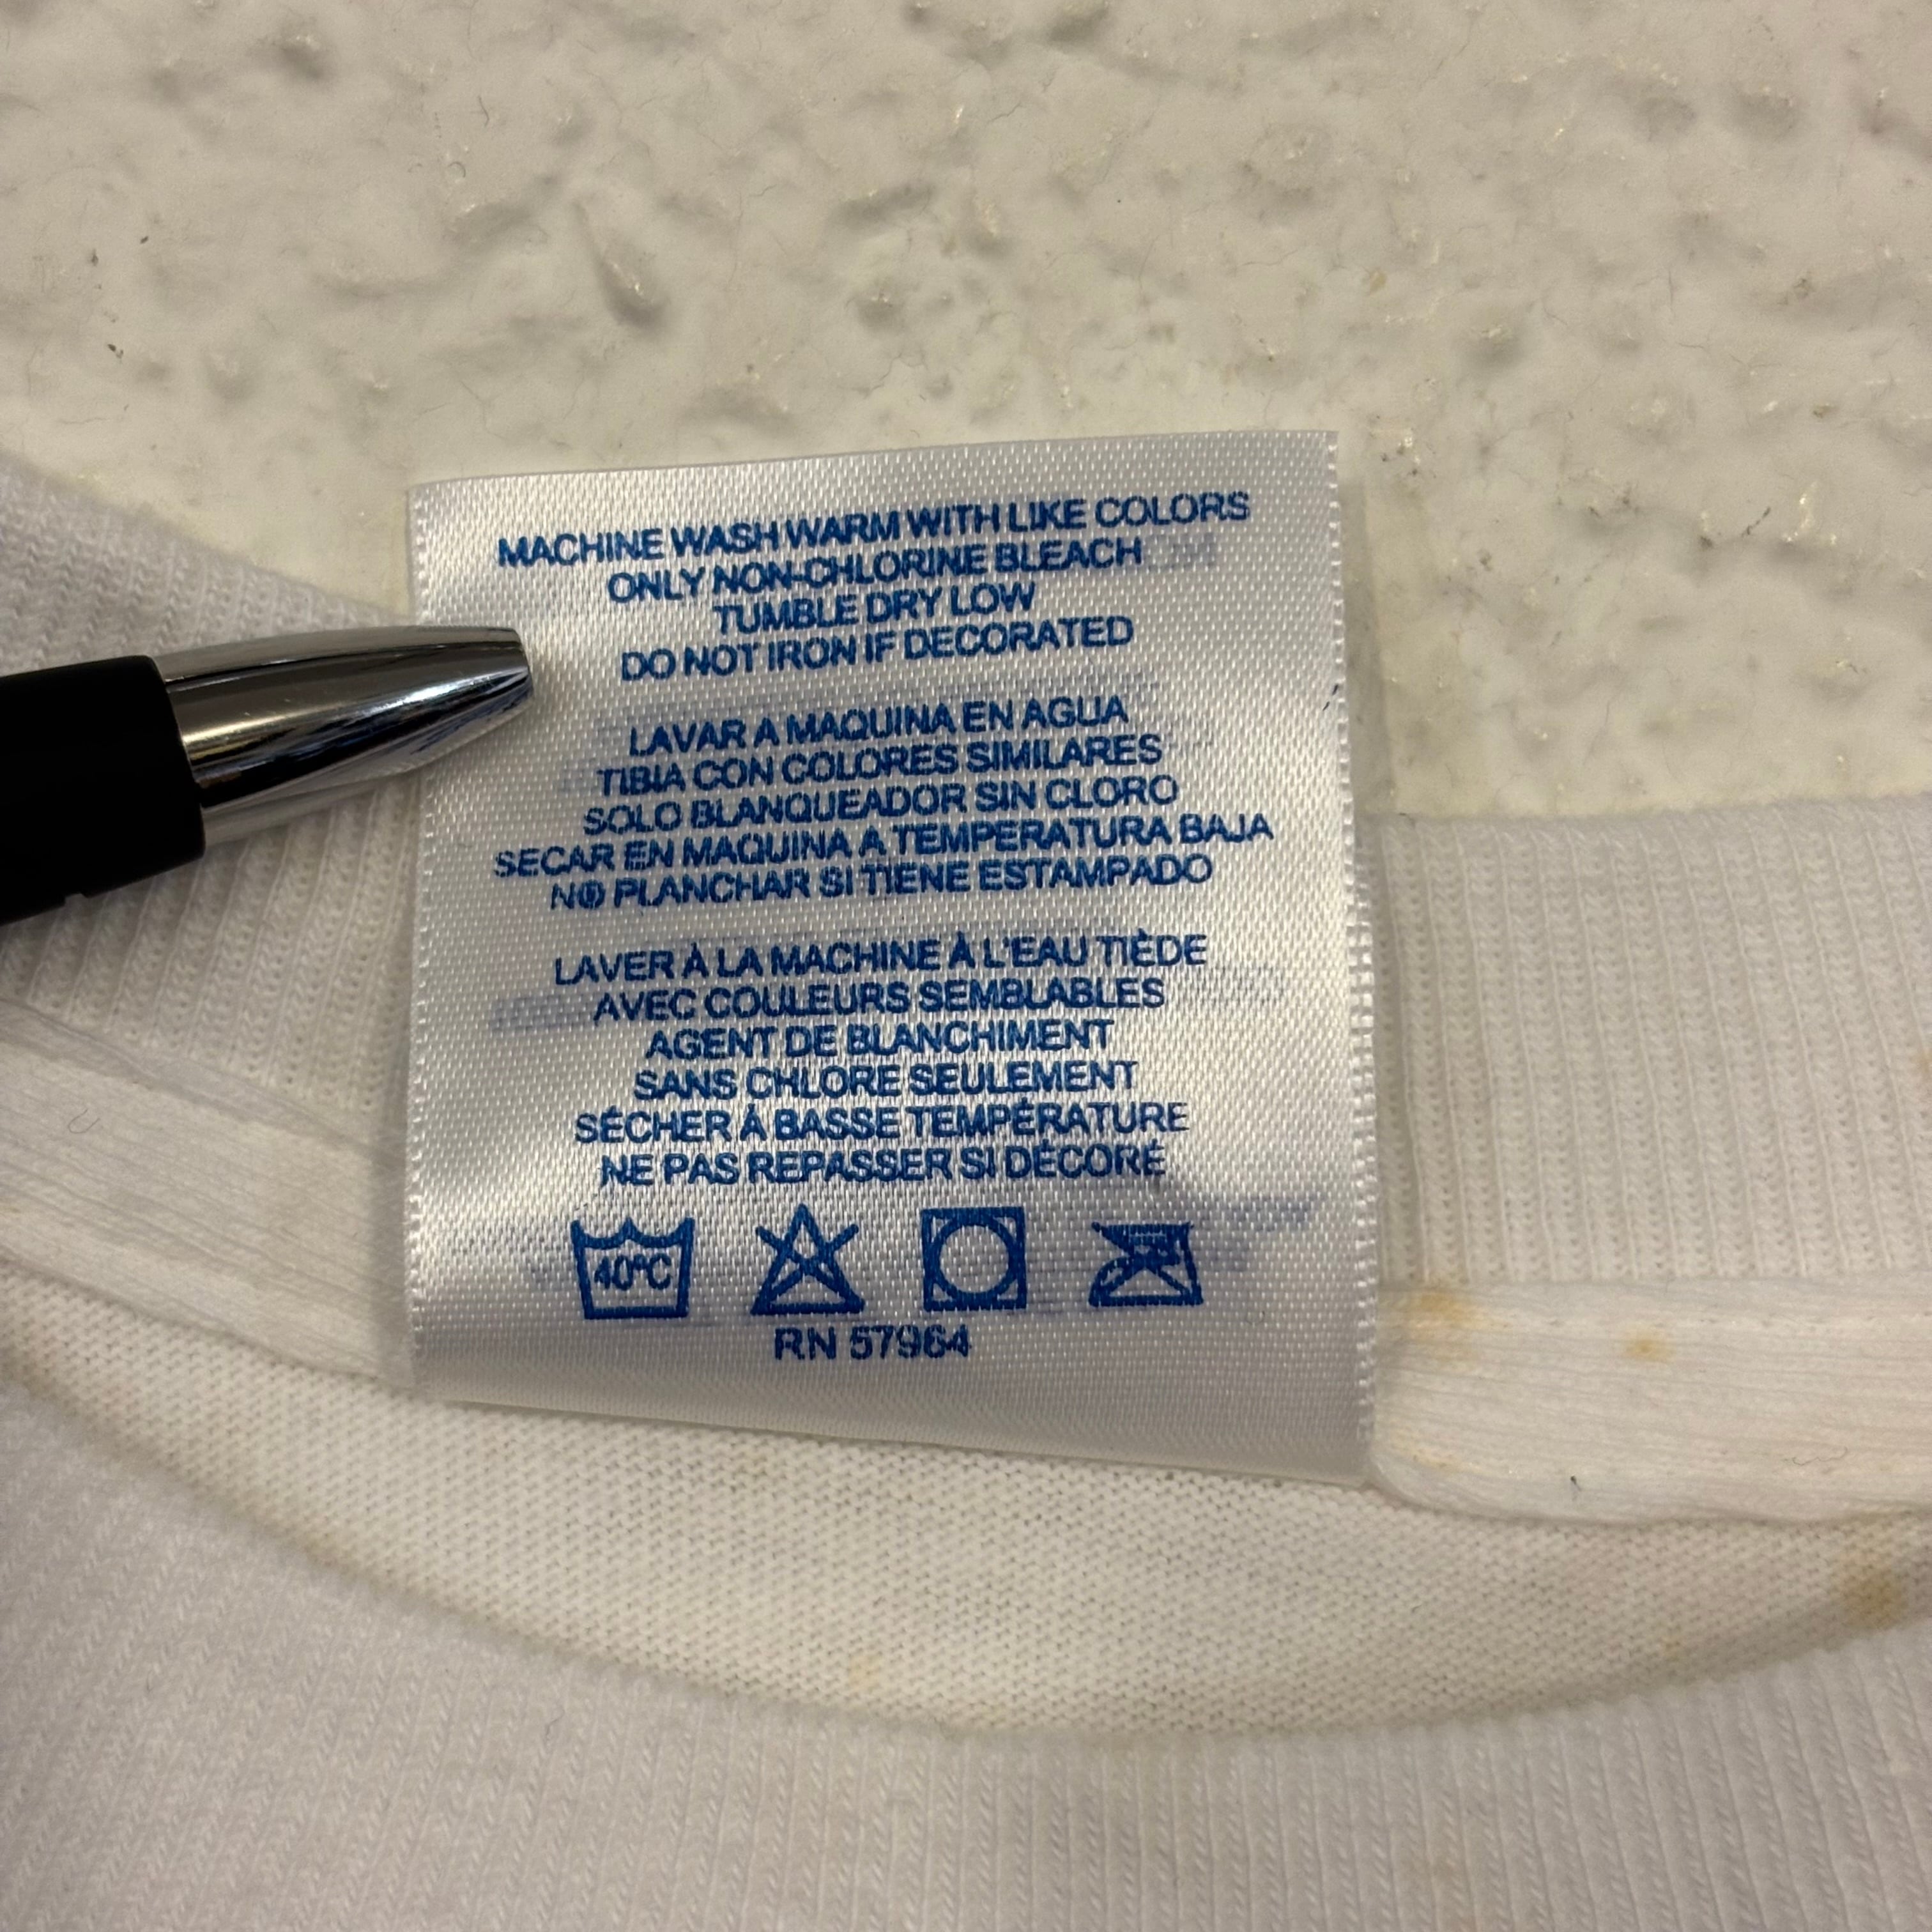 MACHINE WASH WARM WITH LIKE COLORS
ONLY NON-CHLORINE BLEACH
TUMBLE DRY LOW
DO NOT IRON IF DECORATED
LAVAR A MAQUINA EN AGUA
TIBIA CON COLORES SIMILARES
SOLO BLANQUEADOR SIN CLORO
SECAR EN MAQUINA A TEMPERATURA BAJA
NO PLANCHAR SI TIENE ESTAMPADO
LAVER À LA MACHINE À L'EAU TIÈDE
AVEC COULEURS SEMBLABLES
AGENT DE BLANCHIMENT
SANS CHLORE SEULEMENT
SÉCHER À BASSE TEMPÉRATURE
NE PAS REPASSER SI DÉCORÉ
40°C
RN 57964